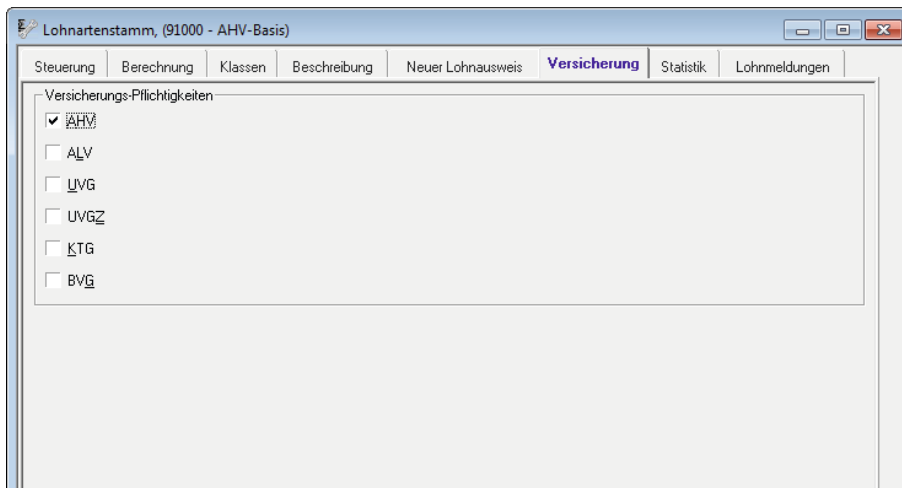 Lohnartenstamm, (91000 - AHV-Basis)
Steuerung Berechnung Klassen Beschreibung Neuer Lohnausweis Versicherung Statistik Lohnmeldungen
Versicherungs-Pflichtigkeiten
AHV
ALV
UVG
UVGZ
KTG
BVG